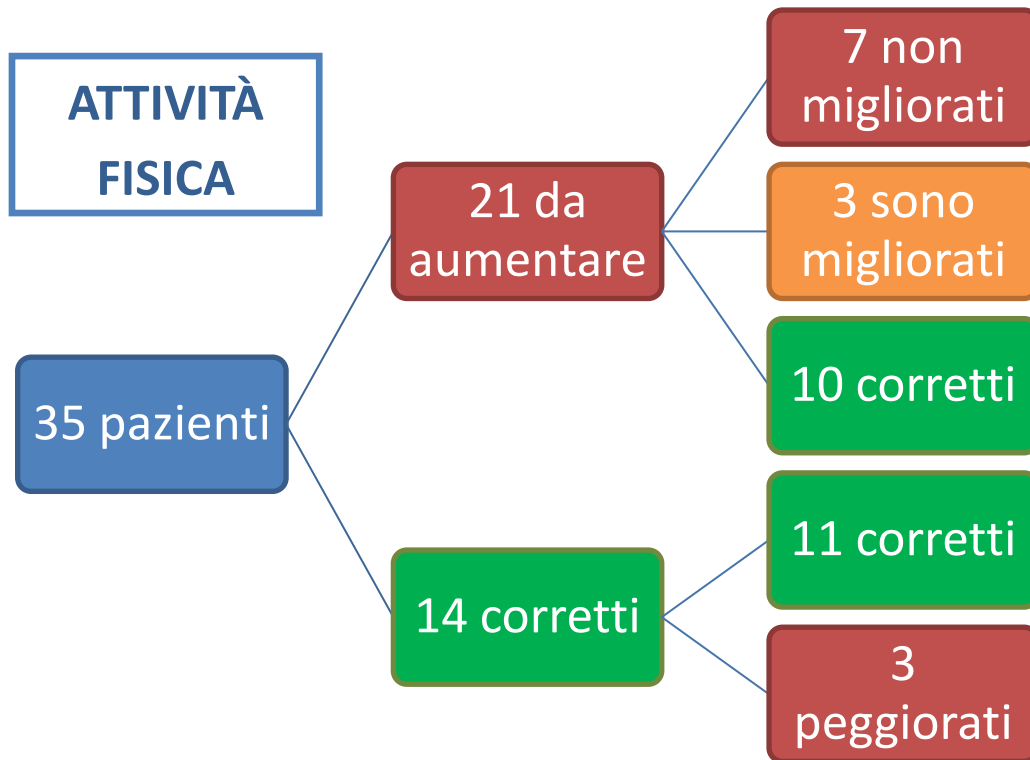 ATTIVITÀ
FISICA
35 pazienti
21 da
aumentare
7 non
migliorati
3 sono
migliorati
10 corretti
14 corretti
11 corretti
3
peggiorati